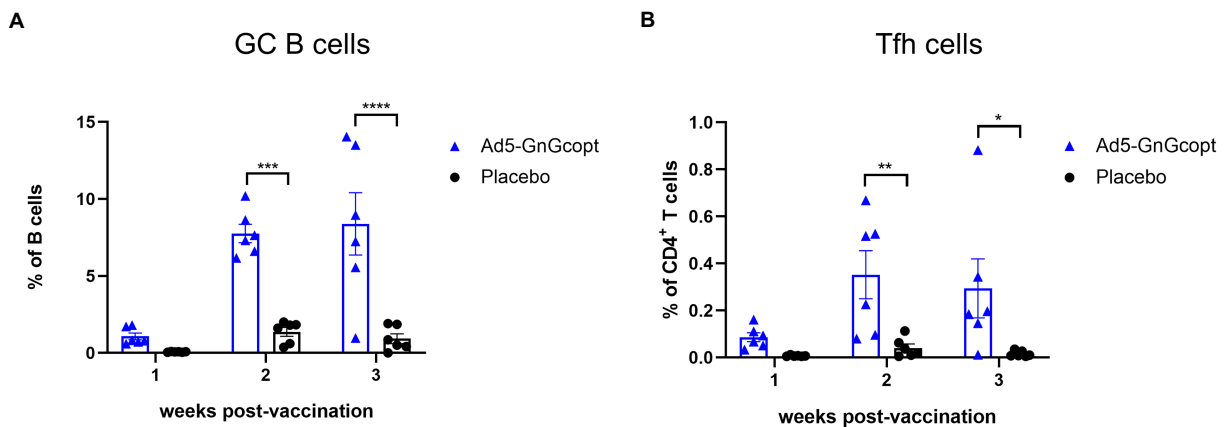 A
GC B cells
% of B cells
15
10
5
0
***
****
1
2
3
weeks post-vaccination
Ad5-GnGcopt
Placebo
B
Tfh cells
% of CD4⁺ T cells
1.0
0.8
0.6
0.4
0.2
0.0
**
*
1
2
3
weeks post-vaccination
Ad5-GnGcopt
Placebo